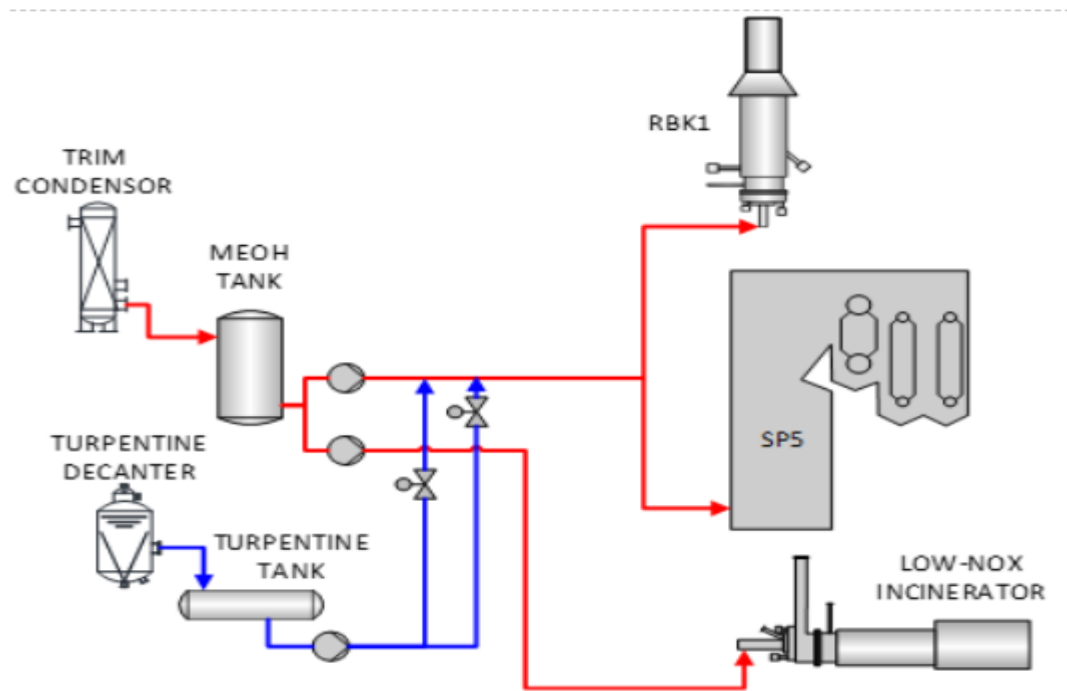 RBK1
TRIM
CONDENSOR
MEOH
TANK
TURPENTINE
DECANTER
SP5
TURPENTINE
TANK
LOW-NOX
INCINERATOR